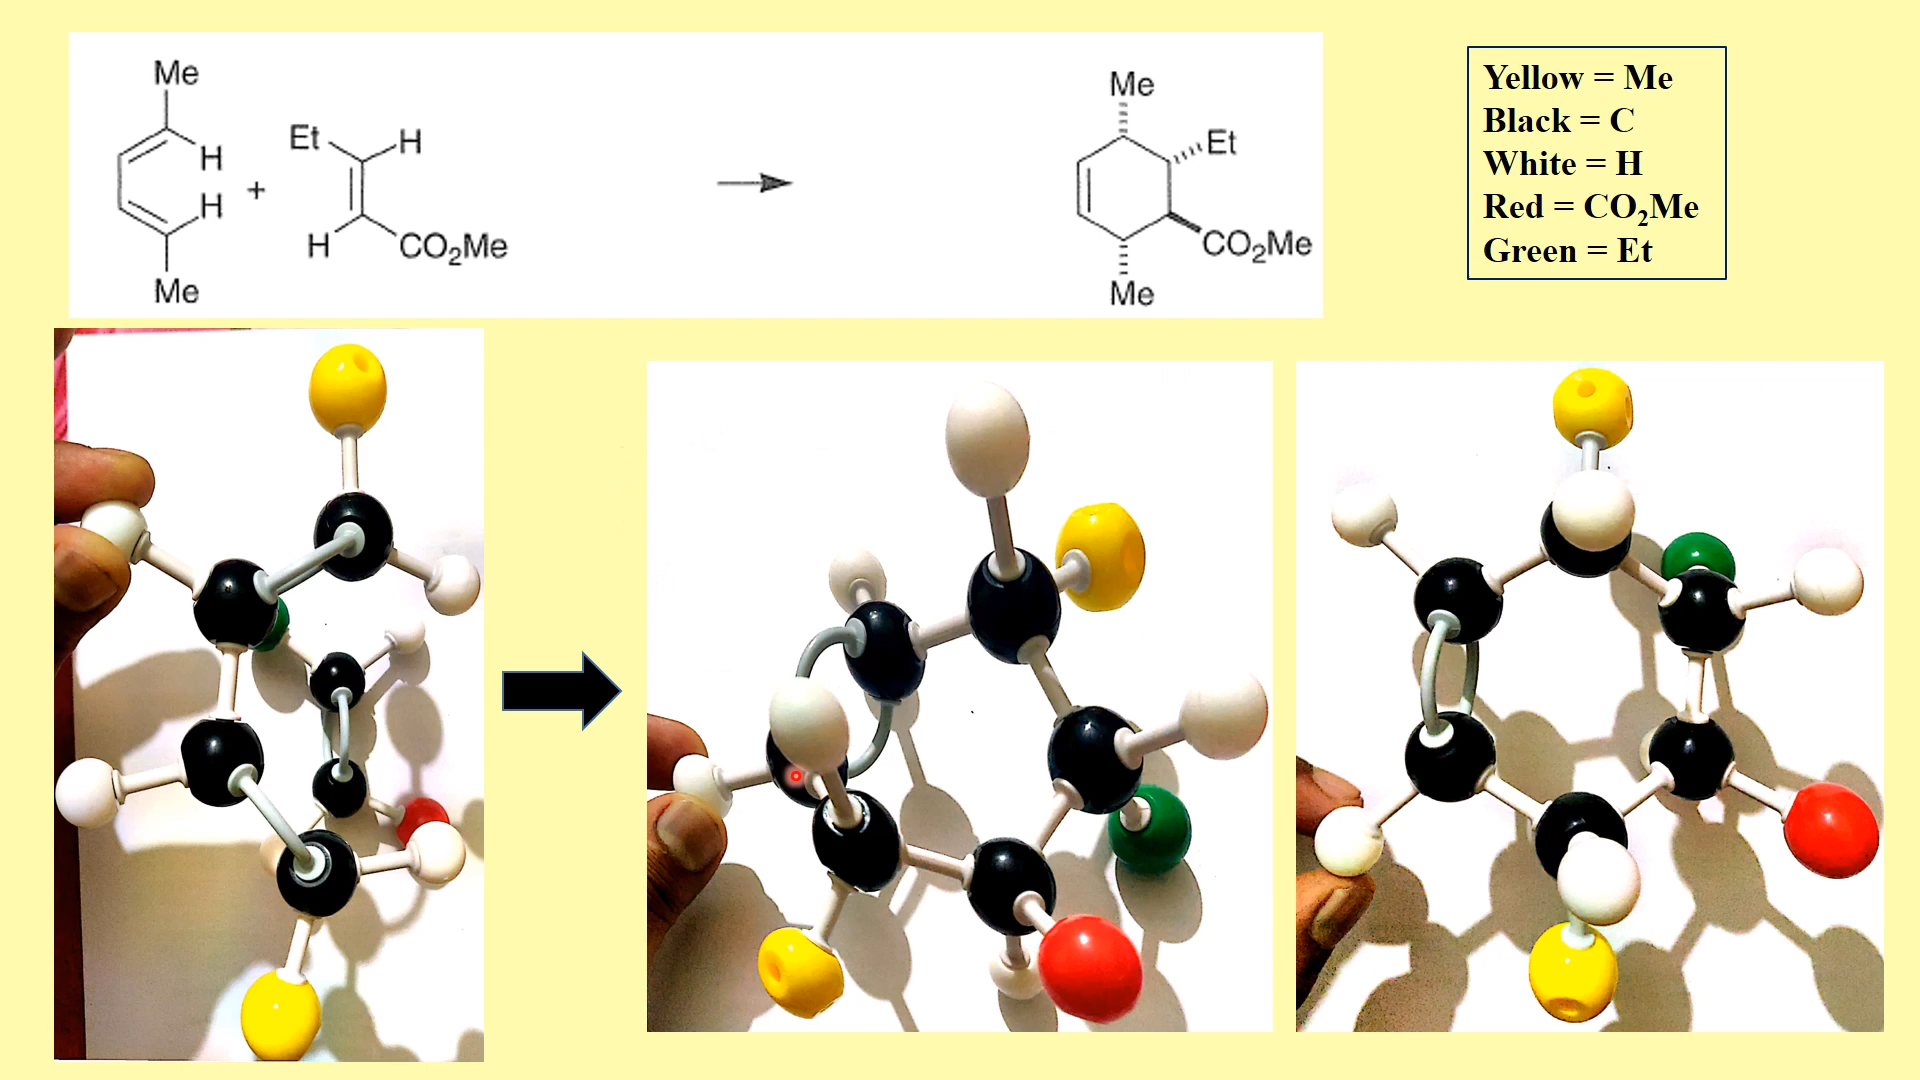 Me
H
H
Me
+
Et
H
H
CO₂Me
Me
Et
CO₂Me
Me
Yellow = Me
Black = C
White = H
Red = CO₂Me
Green = Et